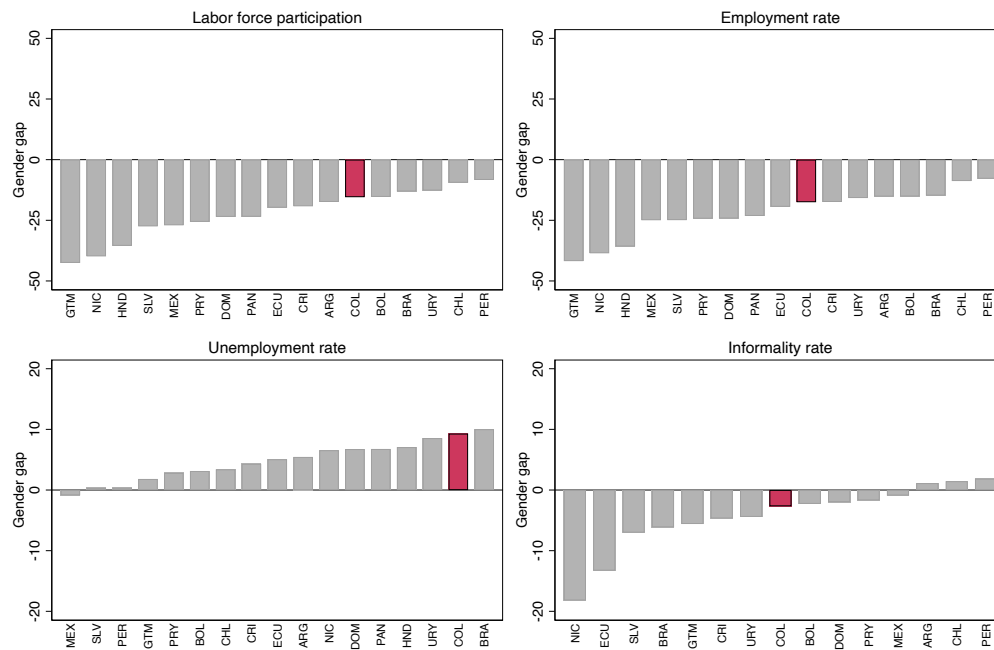 Labor force participation
Gender gap
50
25
0
-25
-50
GTM NIC HND SLV MEX PRY DOM PAN ECU CRI ARG COL BOL BRA URY CHL PER
Employment rate
Gender gap
50
25
0
-25
-50
GTM NIC HND MEX SLV PRY DOM PAN ECU COL CRI URY ARG BOL BRA CHL PER
Unemployment rate
Gender gap
20
10
0
-10
-20
MEX SLV PER GTM PRY BOL CHL CRI ECU ARG NIC DOM PAN HND URY COL BRA
Informality rate
Gender gap
20
10
0
-10
-20
NIC ECU SLV BRA GTM CRI URY COL BOL DOM PRY MEX ARG CHL PER